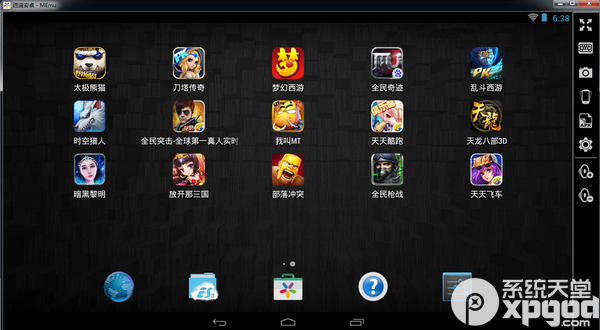 逍遥安卓 - MEmu
6:38
太极熊猫
刀塔传奇
梦幻西游
全民奇迹
乱斗西游
时空猎人
全民突击-全球第一真人实时
我叫MT
天天酷跑
天龙八部3D
暗黑黎明
放开那三国
部落冲突
全民枪战
天天飞车
系统天堂
xpgod.com